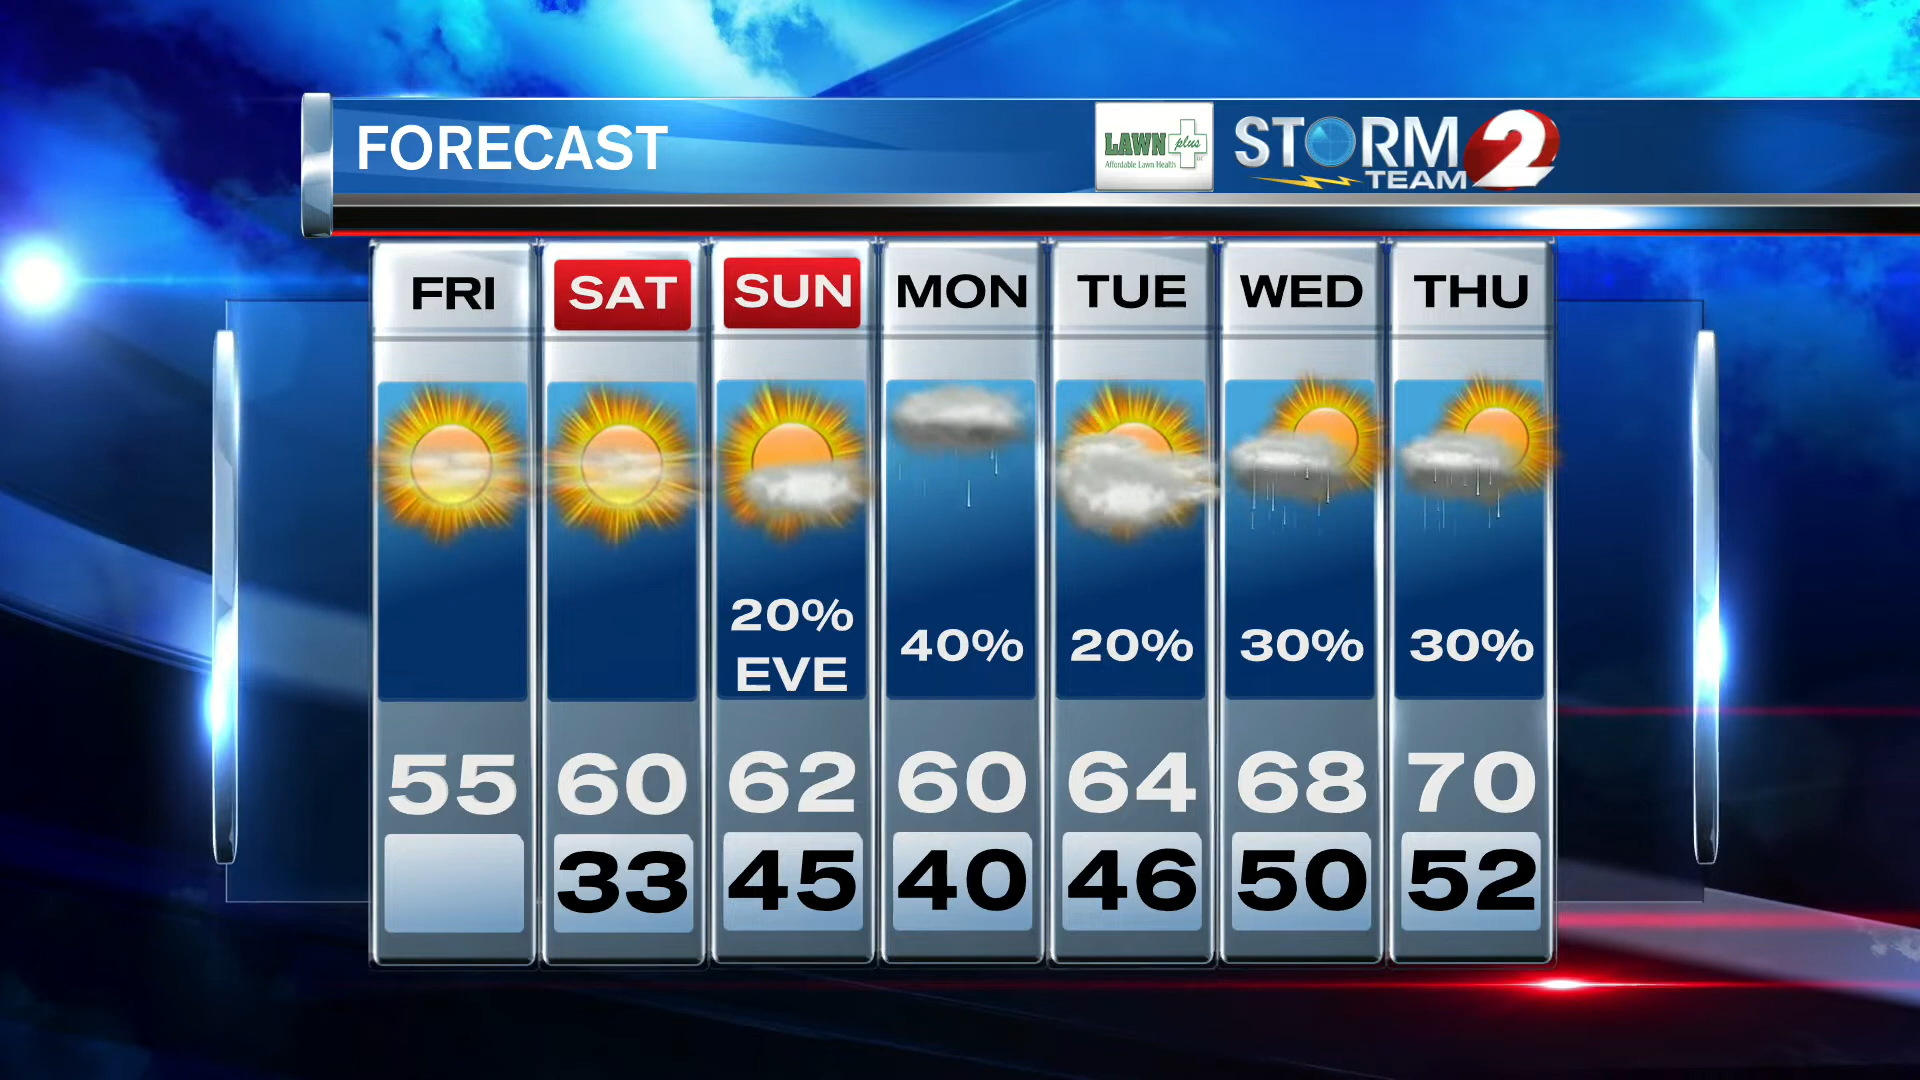 FORECAST
LAWN plus
Affordable Lawn Health
STORM
TEAM 2
FRI SAT SUN MON TUE WED THU
20% EVE 40% 20% 30% 30%
55 60 62 60 64 68 70
33 45 40 46 50 52